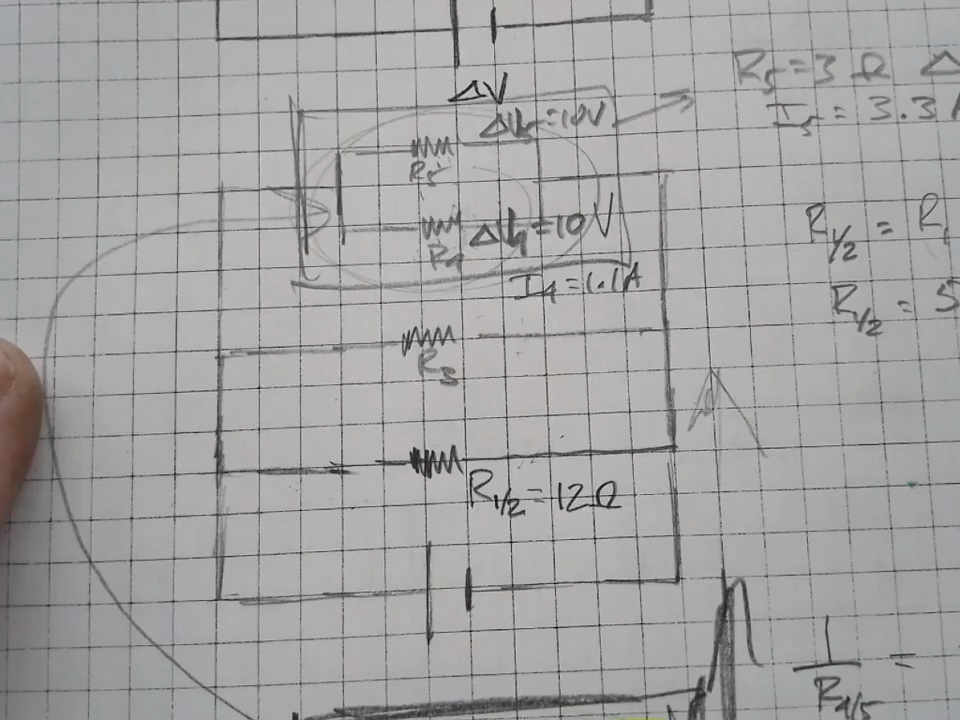 R5 = 3 Ω Δ
I5 = 3.3 A
ΔV
ΔV5 = 10V
R5
ΔV4 = 10V
R4
I4 = 1.1A
R1/2 = R1
R1/2 = 5
R3
R1/2 = 12Ω
1/R4/5 =